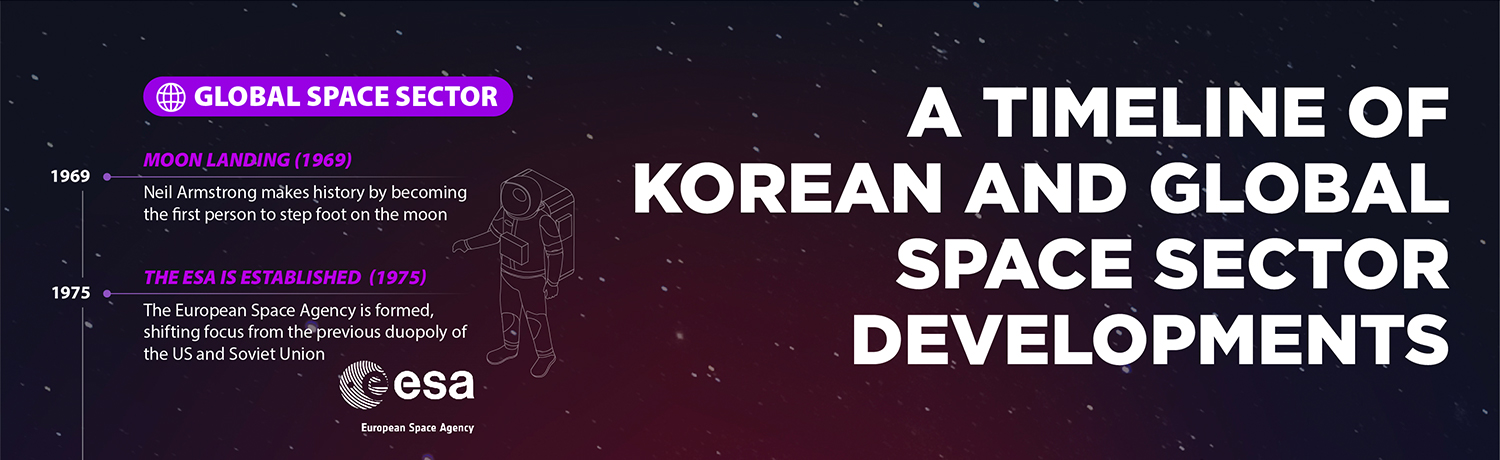 GLOBAL SPACE SECTOR
MOON LANDING (1969)
1969
Neil Armstrong makes history by becoming
the first person to step foot on the moon
THE ESA IS ESTABLISHED (1975)
1975
The European Space Agency is formed,
shifting focus from the previous duopoly of
the US and Soviet Union
esa
European Space Agency
A TIMELINE OF
KOREAN AND GLOBAL
SPACE SECTOR
DEVELOPMENTS